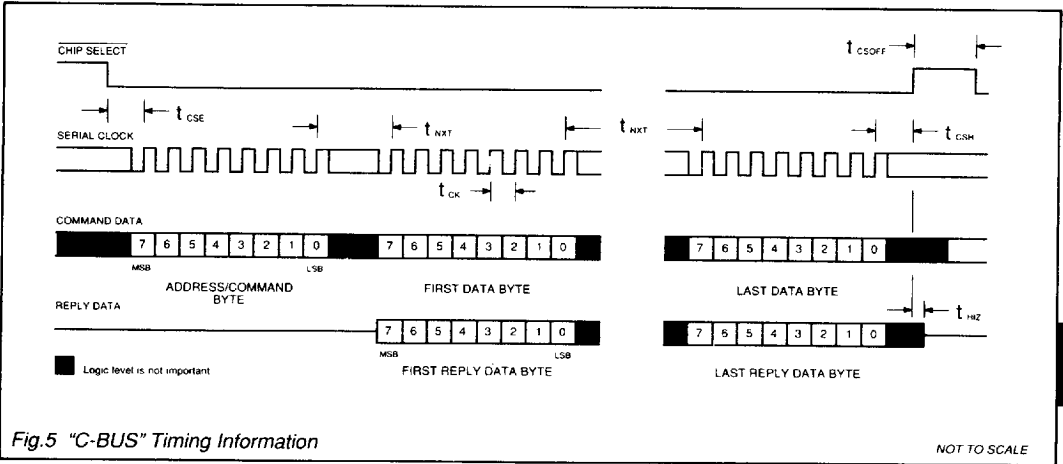 CHIP SELECT
t CSOFF
t CSE
SERIAL CLOCK
t NXT
t NXT
t CSH
t CK
COMMAND DATA
7 6 5 4 3 2 1 0
7 6 5 4 3 2 1 0
7 6 5 4 3 2 1 0
MSB
LSB
ADDRESS/COMMAND
BYTE
FIRST DATA BYTE
LAST DATA BYTE
REPLY DATA
t HIZ
7 6 5 4 3 2 1 0
7 6 5 4 3 2 1 0
MSB
LSB
Logic level is not important
FIRST REPLY DATA BYTE
LAST REPLY DATA BYTE
Fig.5 "C-BUS" Timing Information
NOT TO SCALE